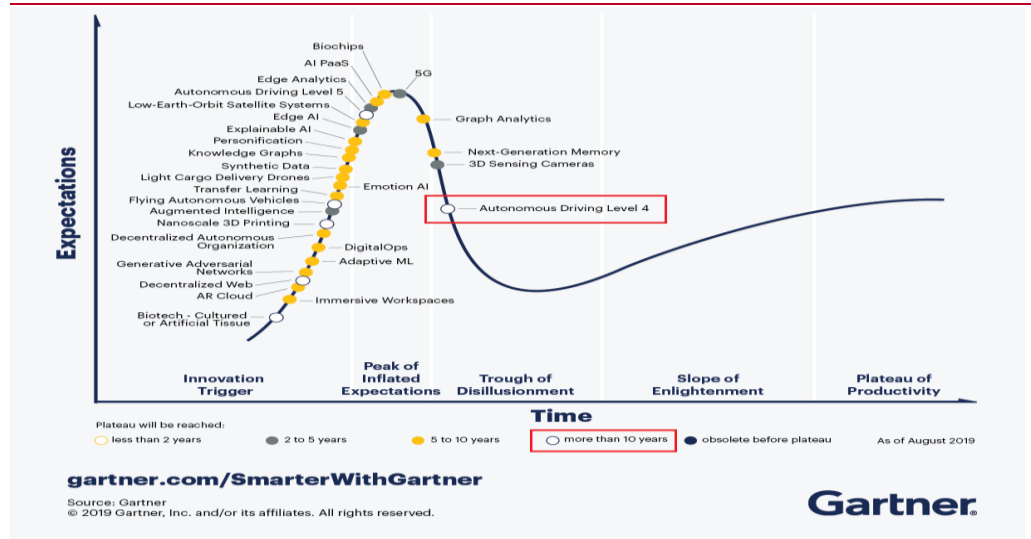 Expectations
Biochips
AI PaaS
5G
Edge Analytics
Autonomous Driving Level 5
Low-Earth-Orbit Satellite Systems
Edge AI
Graph Analytics
Explainable AI
Personification
Knowledge Graphs
Next-Generation Memory
3D Sensing Cameras
Synthetic Data
Light Cargo Delivery Drones
Transfer Learning
Emotion AI
Flying Autonomous Vehicles
Augmented Intelligence
Autonomous Driving Level 4
Nanoscale 3D Printing
Decentralized Autonomous
Organization
DigitalOps
Generative Adversarial
Networks
Adaptive ML
Decentralized Web
AR Cloud
Immersive Workspaces
Biotech - Cultured
or Artificial Tissue
Innovation
Trigger
Peak of
Inflated
Expectations
Trough of
Disillusionment
Slope of
Enlightenment
Plateau of
Productivity
Time
Plateau will be reached:
less than 2 years
2 to 5 years
5 to 10 years
more than 10 years
obsolete before plateau
As of August 2019
gartner.com/SmarterWithGartner
Source: Gartner
© 2019 Gartner, Inc. and/or its affiliates. All rights reserved.
Gartner®